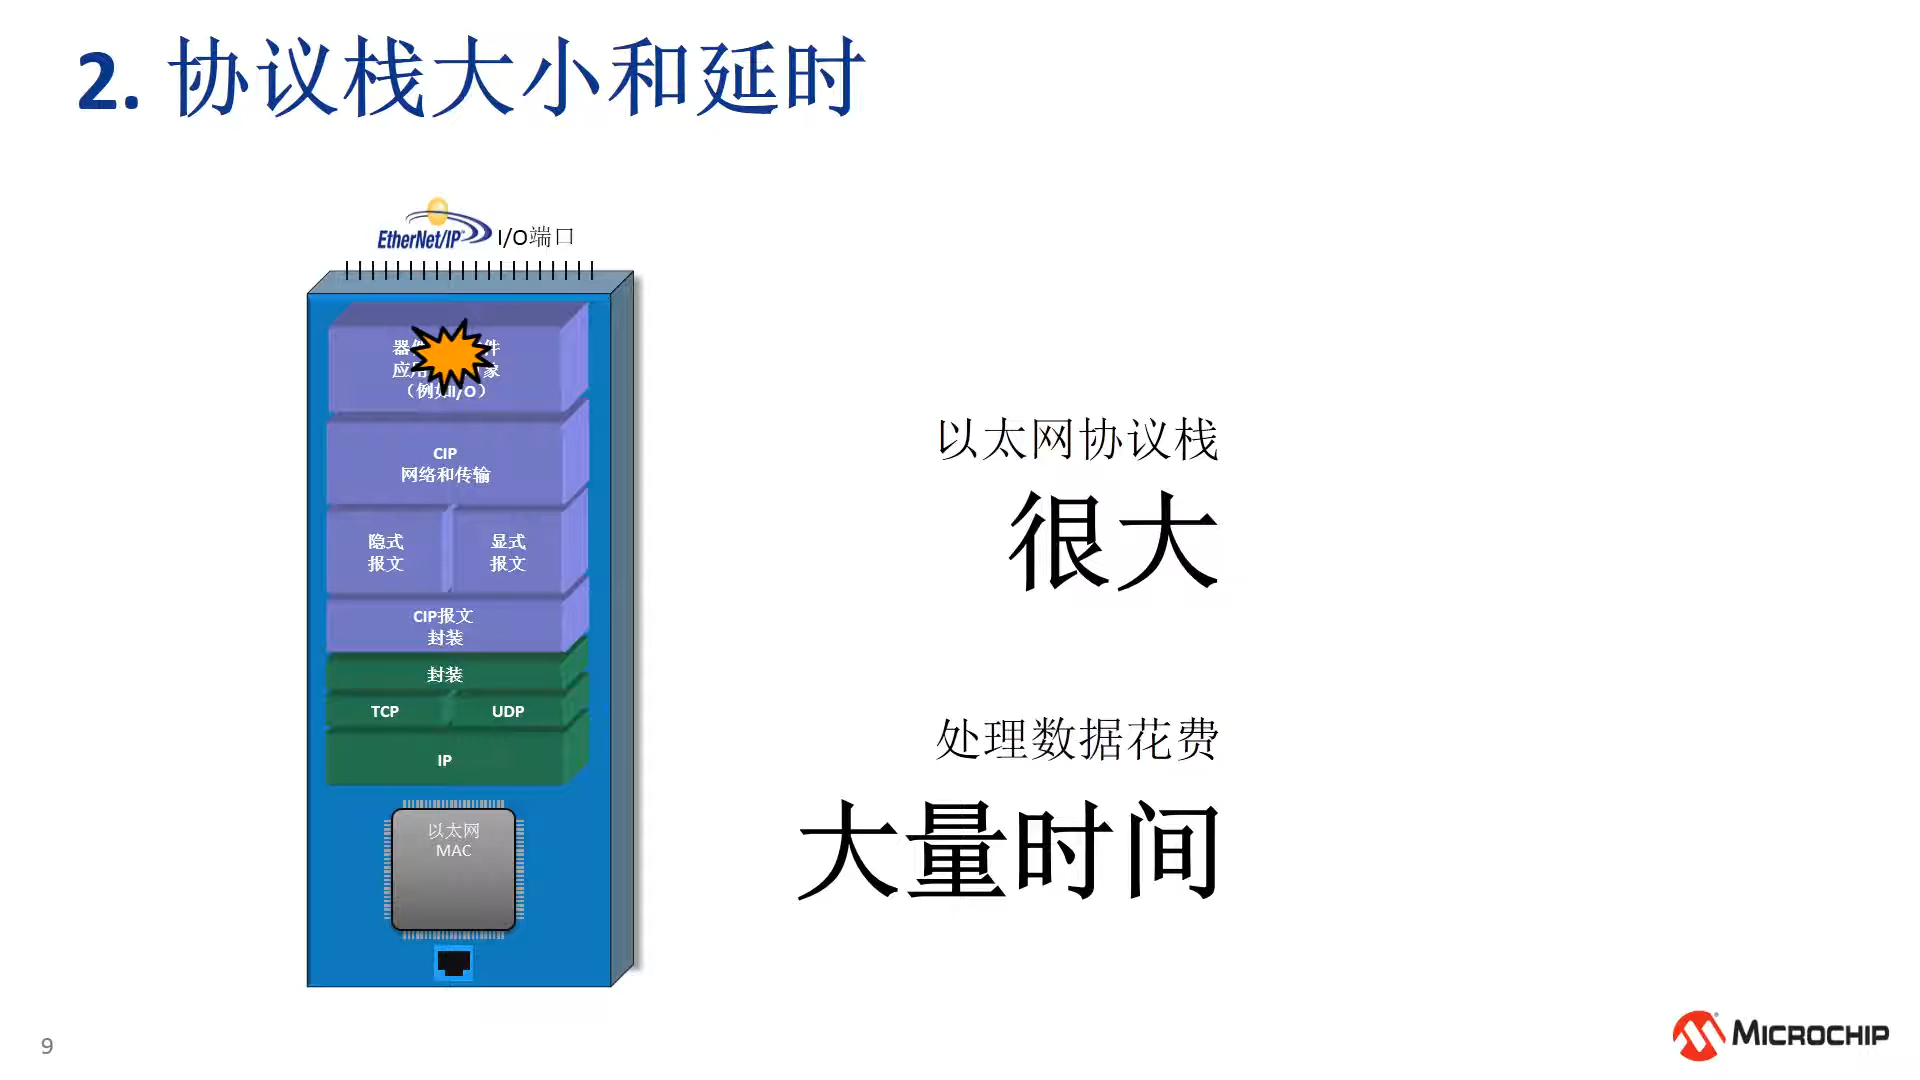 2. 协议栈大小和延时
EtherNet/IP
I/O端口
器件
应用
（例如I/O）
CIP
网络和传输
隐式
报文
显式
报文
CIP报文
封装
封装
TCP
UDP
IP
以太网
MAC
以太网协议栈
很大
处理数据花费
大量时间
9
MICROCHIP